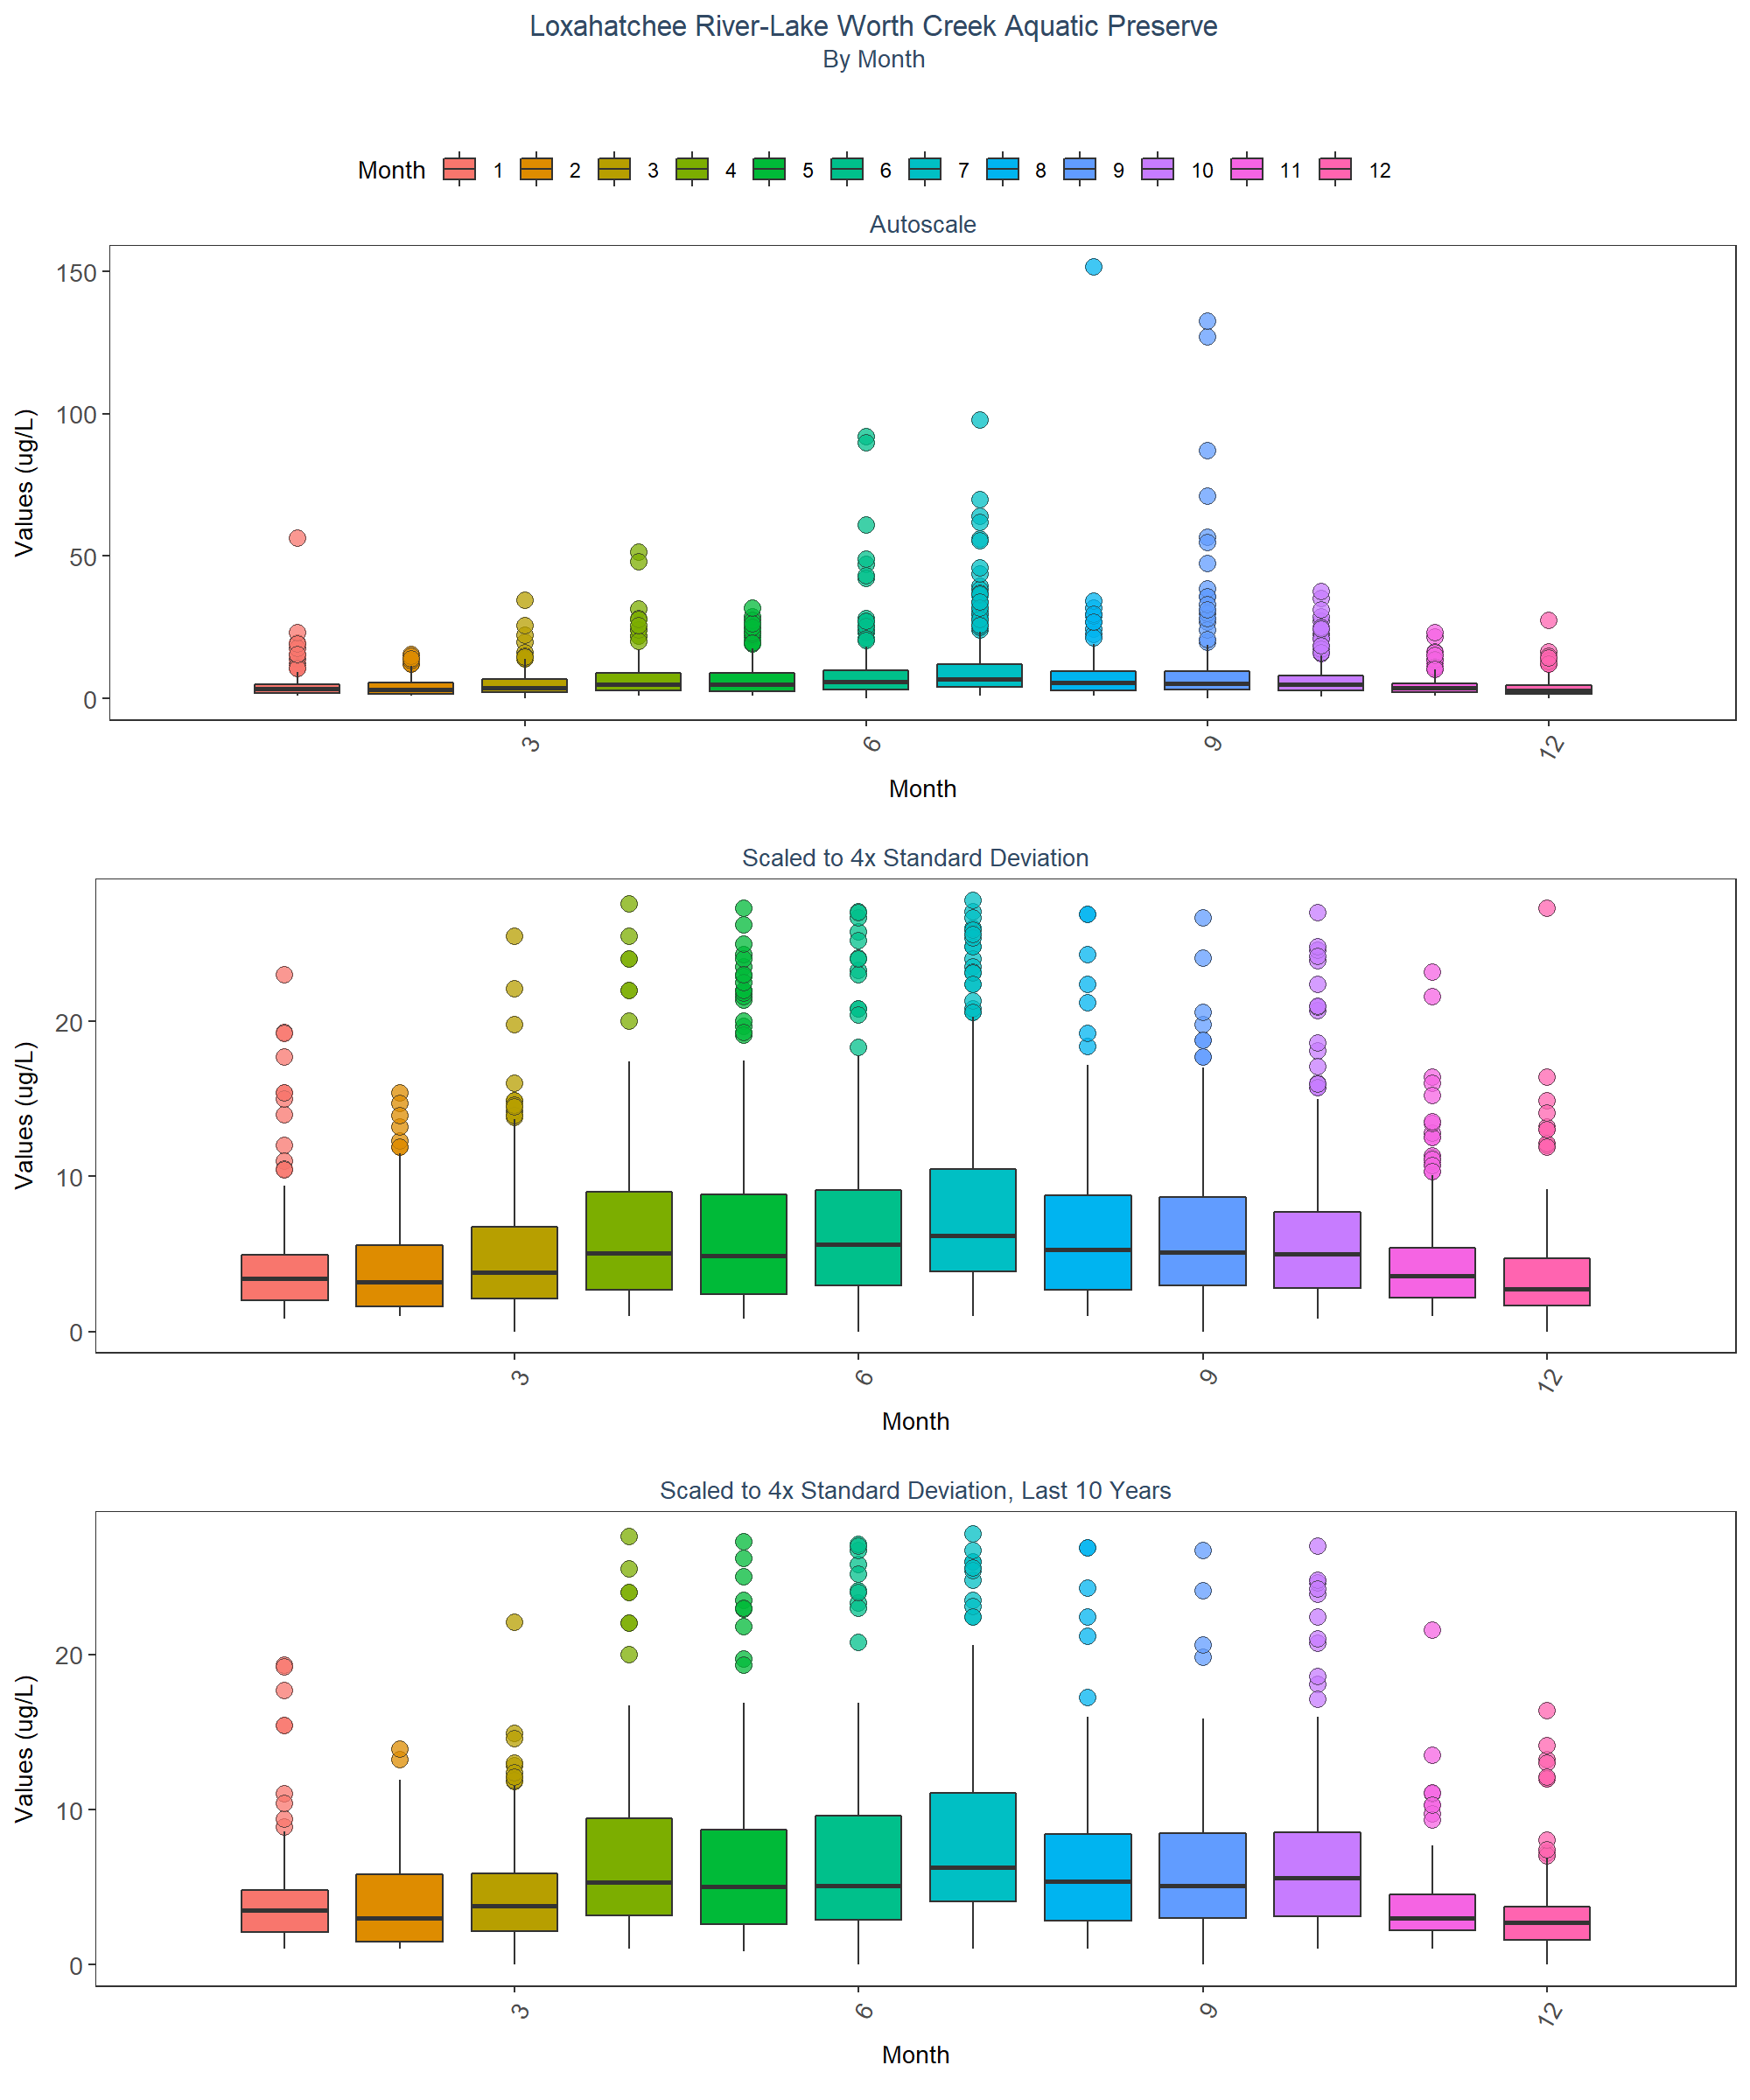 Loxahatchee River-Lake Worth Creek Aquatic Preserve
By Month
Month 1 2 3 4 5 6 7 8 9 10 11 12
Autoscale
Values (ug/L)
150
100
50
0
3 6 9 12
Month
Scaled to 4x Standard Deviation
Values (ug/L)
20
10
0
3 6 9 12
Month
Scaled to 4x Standard Deviation, Last 10 Years
Values (ug/L)
20
10
0
3 6 9 12
Month